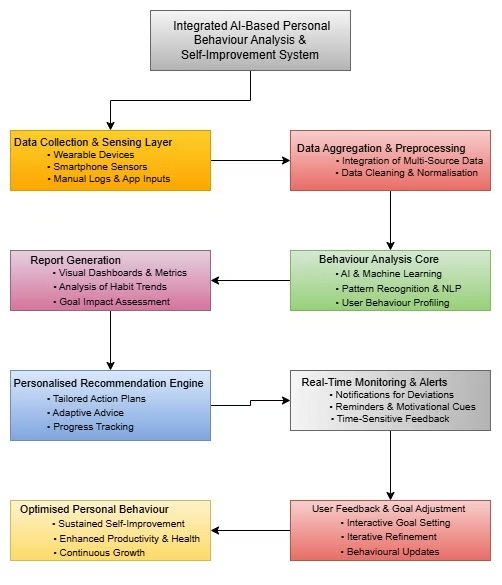 Integrated AI-Based Personal
Behaviour Analysis &
Self-Improvement System
Data Collection & Sensing Layer
• Wearable Devices
• Smartphone Sensors
• Manual Logs & App Inputs
Data Aggregation & Preprocessing
• Integration of Multi-Source Data
• Data Cleaning & Normalisation
Report Generation
• Visual Dashboards & Metrics
• Analysis of Habit Trends
• Goal Impact Assessment
Behaviour Analysis Core
• AI & Machine Learning
• Pattern Recognition & NLP
• User Behaviour Profiling
Personalised Recommendation Engine
• Tailored Action Plans
• Adaptive Advice
• Progress Tracking
Real-Time Monitoring & Alerts
• Notifications for Deviations
• Reminders & Motivational Cues
• Time-Sensitive Feedback
Optimised Personal Behaviour
• Sustained Self-Improvement
• Enhanced Productivity & Health
• Continuous Growth
User Feedback & Goal Adjustment
• Interactive Goal Setting
• Iterative Refinement
• Behavioural Updates